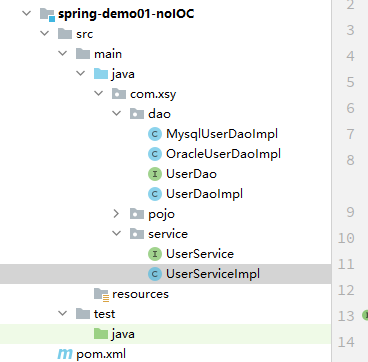 spring-demo01-noIOC
src
main
java
com.xsy
dao
MysqlUserDaoImpl
OracleUserDaoImpl
UserDao
UserDaoImpl
pojo
service
UserService
UserServiceImpl
resources
test
java
pom.xml
2
3
4
5
6
7
8
9
10
11
12
13
14